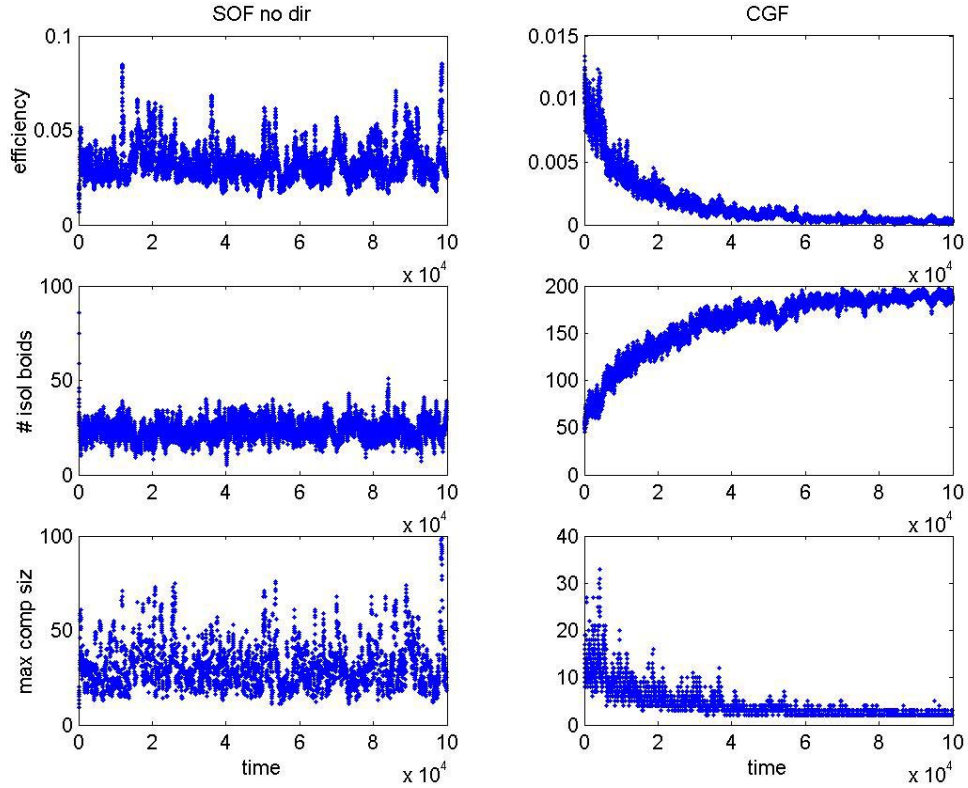 SOF no dir
CGF
efficiency
0.1
0.05
0
0 2 4 6 8 10
x 10^4
0.015
0.01
0.005
0
0 2 4 6 8 10
x 10^4
# isol boids
100
50
0
0 2 4 6 8 10
x 10^4
200
150
100
50
0
0 2 4 6 8 10
x 10^4
max comp siz
100
50
0
0 2 4 6 8 10
time
x 10^4
40
30
20
10
0
0 2 4 6 8 10
time
x 10^4